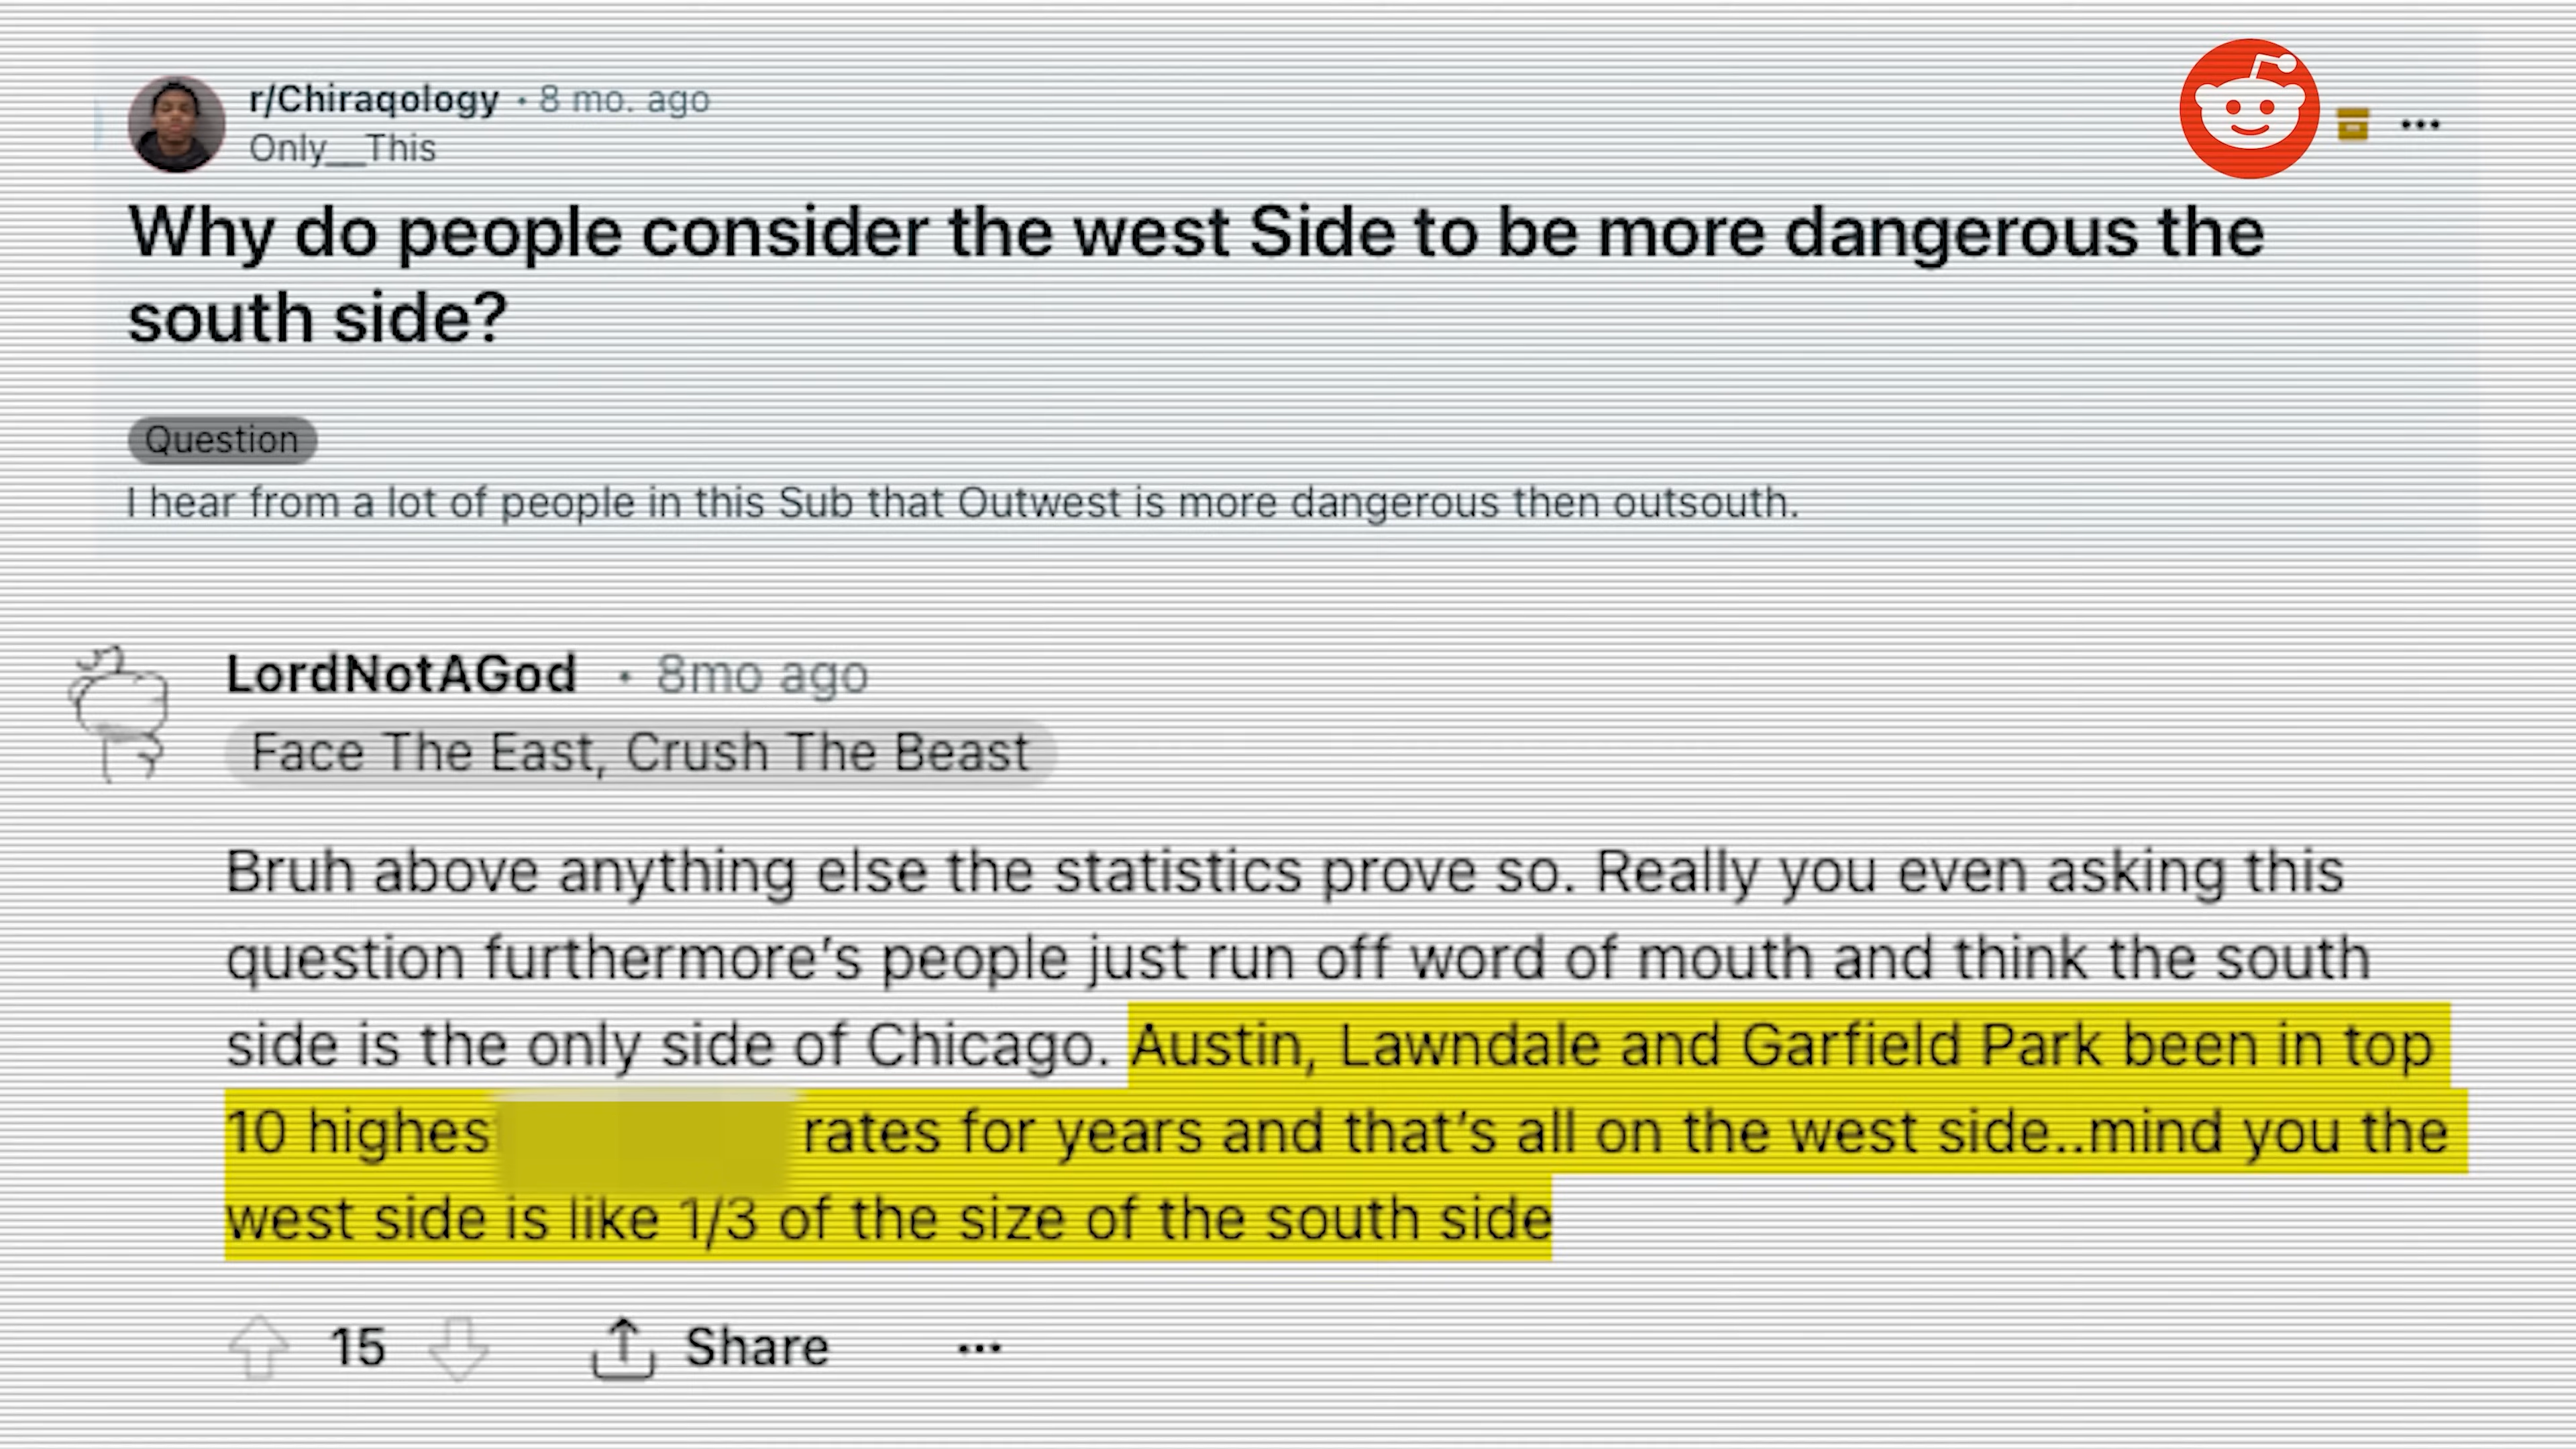 r/Chiraqology • 8 mo. ago
Only__This
Why do people consider the west Side to be more dangerous the
south side?
Question
I hear from a lot of people in this Sub that Outwest is more dangerous then outsouth.
LordNotAGod • 8mo ago
Face The East, Crush The Beast
Bruh above anything else the statistics prove so. Really you even asking this
question furthermore's people just run off word of mouth and think the south
side is the only side of Chicago. Austin, Lawndale and Garfield Park been in top
10 highes rates for years and that's all on the west side..mind you the
west side is like 1/3 of the size of the south side
15 Share ...